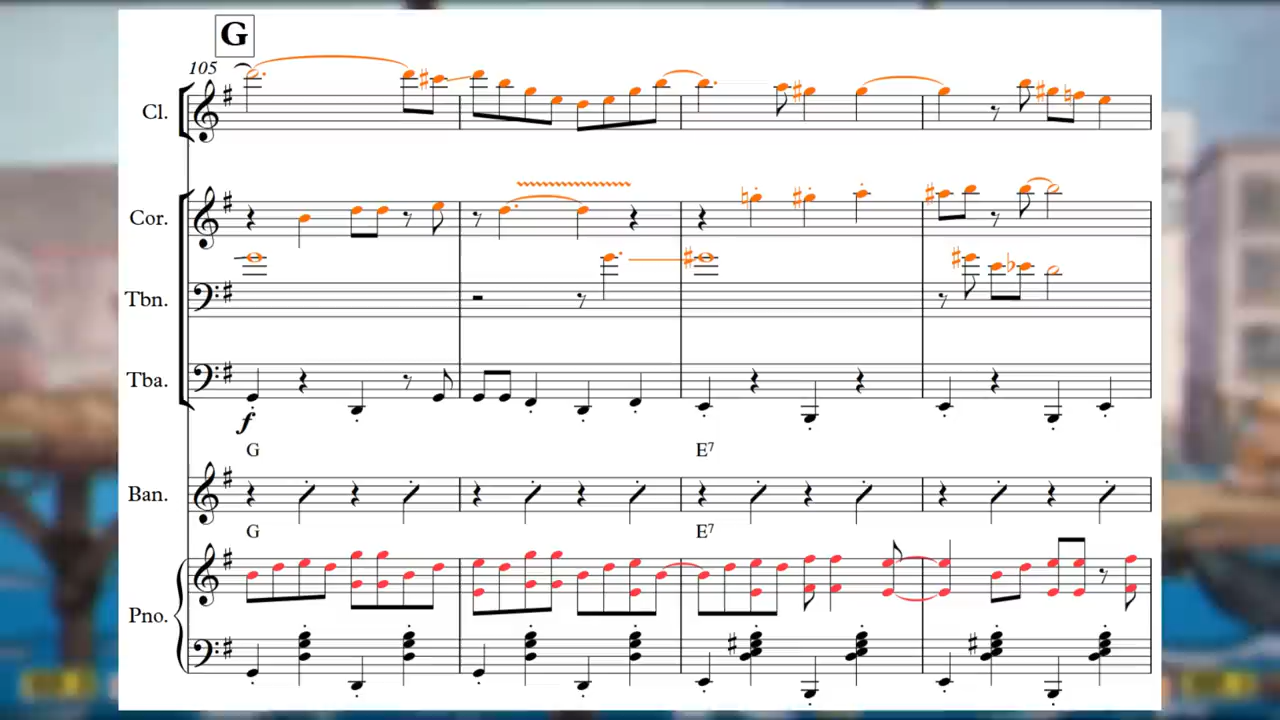 G
105
Cl.
Cor.
Tbn.
Tba.
f
G E7
Ban.
G E7
Pno.